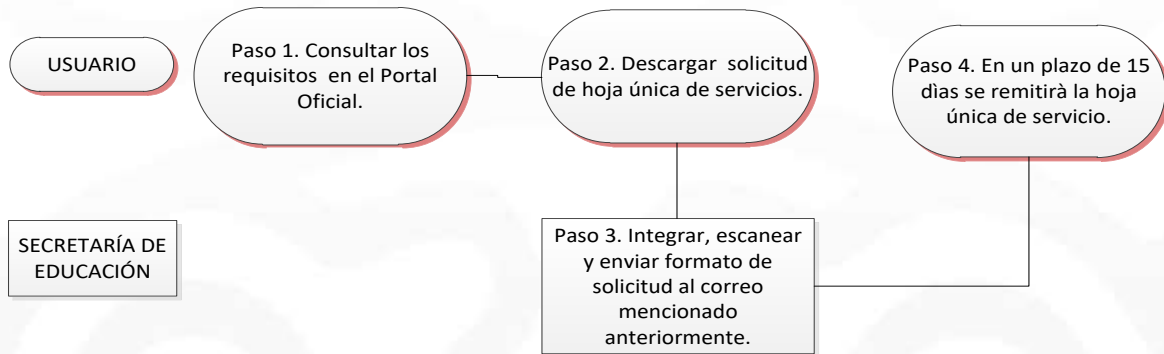 USUARIO
Paso 1. Consultar los
requisitos en el Portal
Oficial.
Paso 2. Descargar solicitud
de hoja única de servicios.
Paso 4. En un plazo de 15
dìas se remitirà la hoja
única de servicio.
SECRETARÍA DE
EDUCACIÓN
Paso 3. Integrar, escanear
y enviar formato de
solicitud al correo
mencionado
anteriormente.